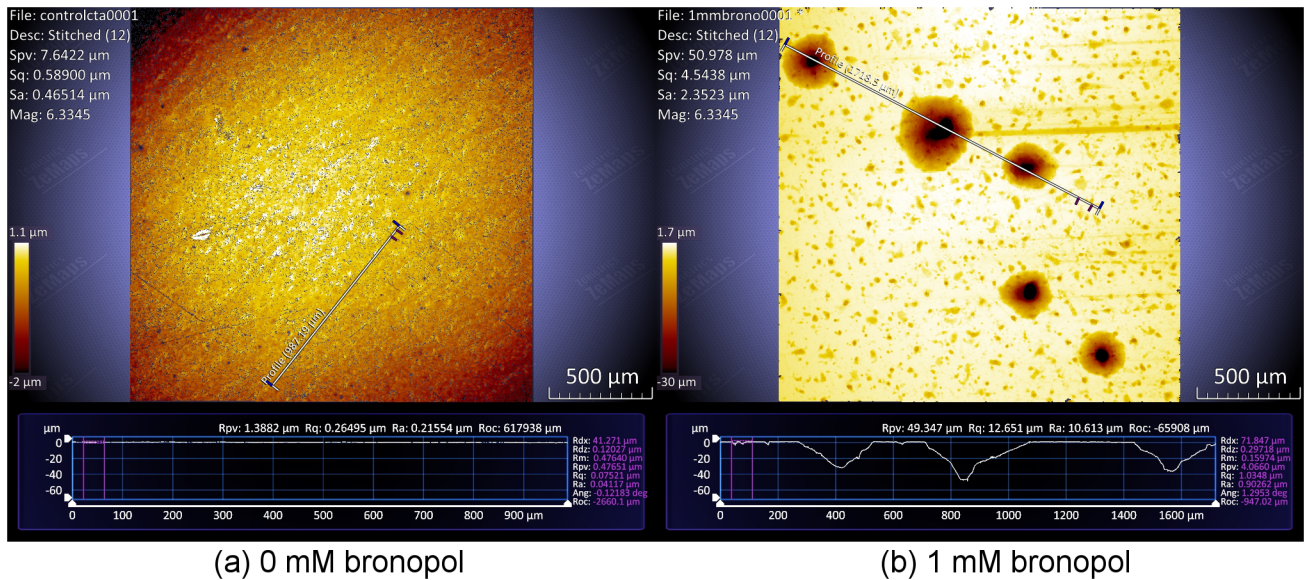 File: controlcta0001
Desc: Stitched (12)
Spv: 7.6422 µm
Sq: 0.58900 µm
Sa: 0.46514 µm
Mag: 6.3345
ZeMaps
ZeMaps
Profile (987.10 µm)
1.1 µm
-2 µm
500 µm
Rpv: 1.3882 µm Rq: 0.26495 µm Ra: 0.21554 µm Roc: 617938 µm
µm
0
-20
-40
-60
0 100 200 300 400 500 600 700 800 900 µm
Rdx: 41.271 µm
Rdz: 0.12027 µm
Rm: 0.47640 µm
Rpv: 0.47651 µm
Rq: 0.07521 µm
Ra: 0.04117 µm
Ang: -0.12183 deg
Roc: -2660.1 µm
(a) 0 mM bronopol
File: 1mmbrono0001 *
Desc: Stitched (12)
Spv: 50.978 µm
Sq: 4.5438 µm
Sa: 2.3523 µm
Mag: 6.3345
ZeMaps
ZeMaps
Profile (1718.5 µm)
1.7 µm
-30 µm
500 µm
Rpv: 49.347 µm Rq: 12.651 µm Ra: 10.613 µm Roc: -65908 µm
µm
0
-20
-40
-60
0 200 400 600 800 1000 1200 1400 1600 µm
Rdx: 71.847 µm
Rdz: 0.29718 µm
Rm: 0.15974 µm
Rpv: 4.0660 µm
Rq: 1.0348 µm
Ra: 0.90262 µm
Ang: 1.2953 deg
Roc: -947.02 µm
(b) 1 mM bronopol